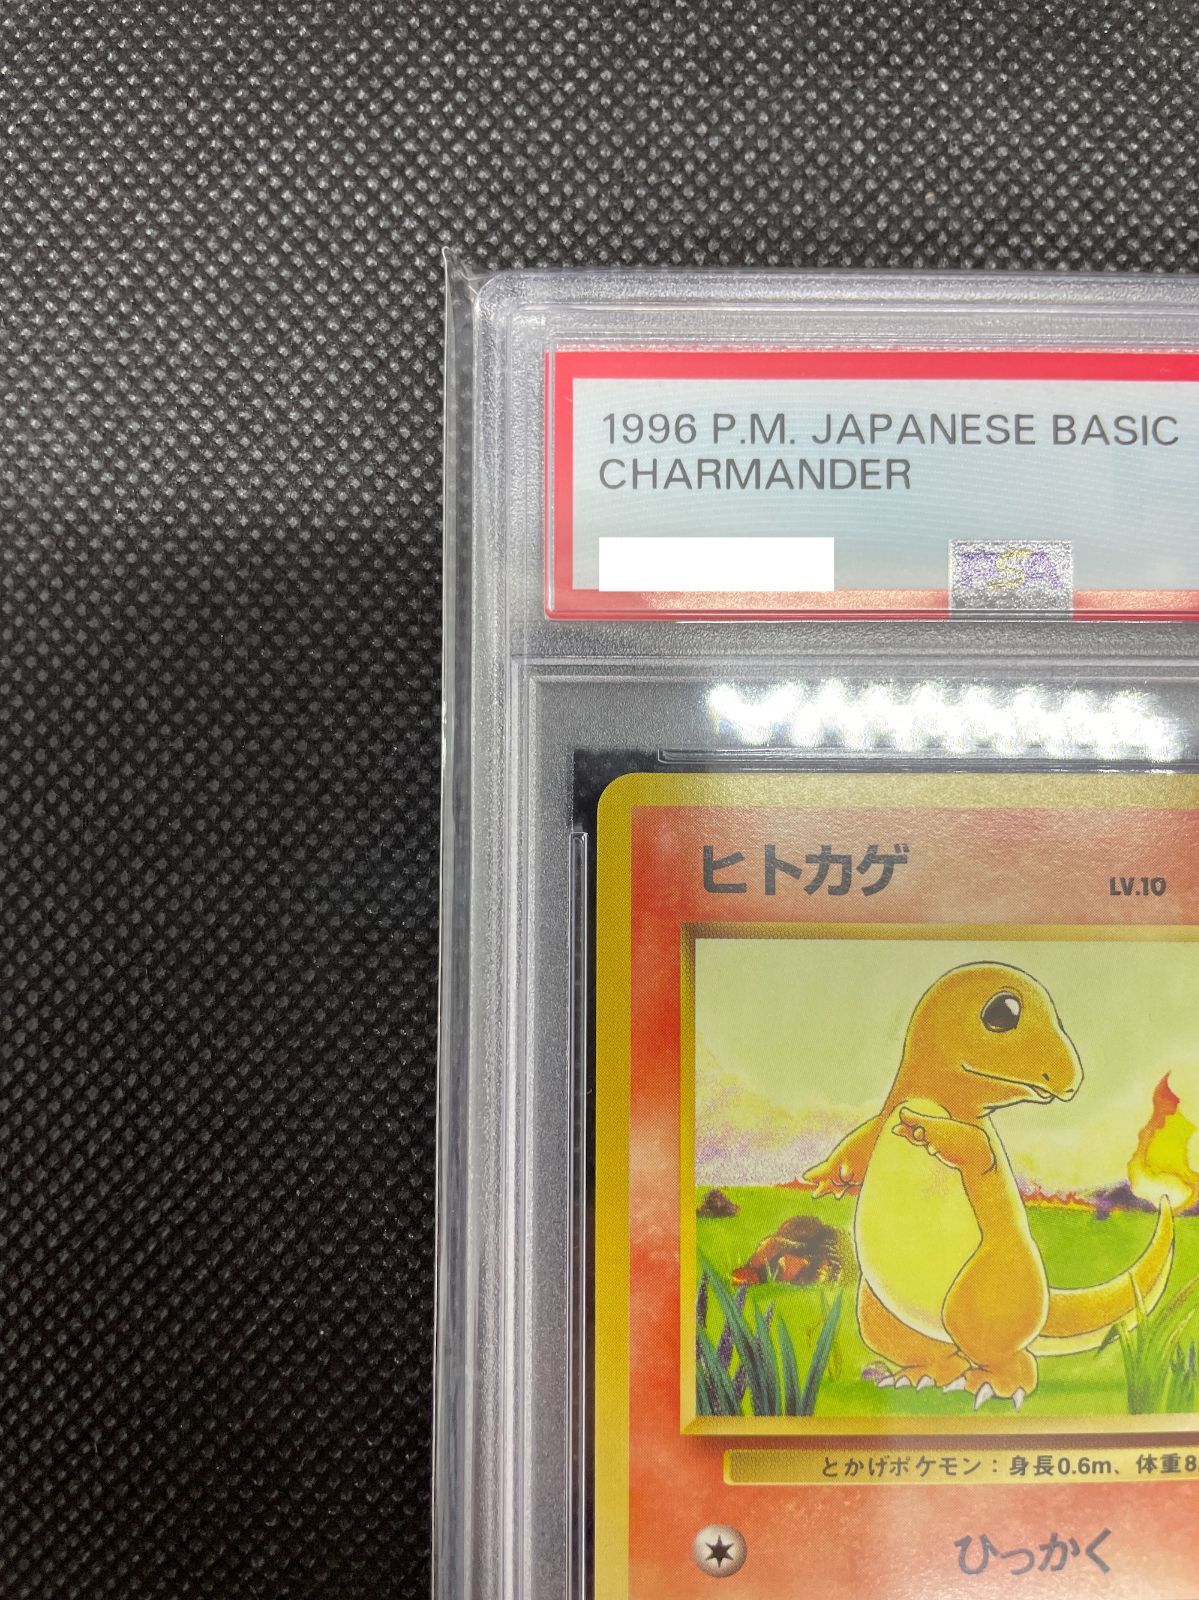 1996 P.M. JAPANESE BASIC
CHARMANDER
PSA
ヒトカゲ LV.10
とかげポケモン：身長0.6m、体重8
ひっかく